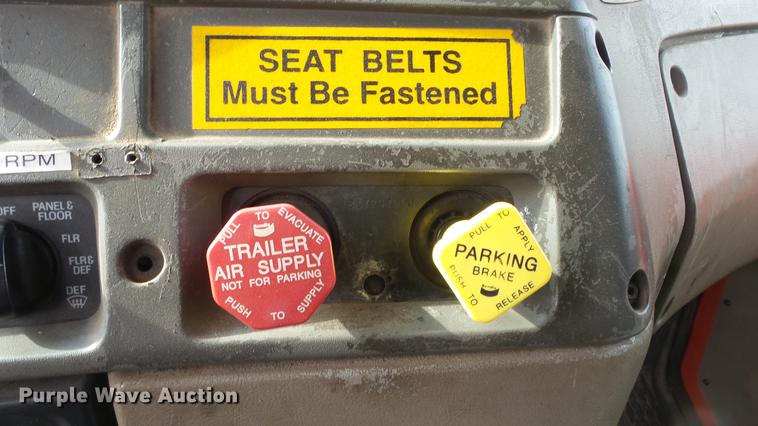 SEAT BELTS
Must Be Fastened
RPM
OFF
PANEL &
FLOOR
FLR
FLR &
DEF
DEF
PULL TO EVACUATE
TRAILER
AIR SUPPLY
NOT FOR PARKING
PUSH TO SUPPLY
PULL TO APPLY
PARKING
BRAKE
PUSH TO RELEASE
Purple Wave Auction®